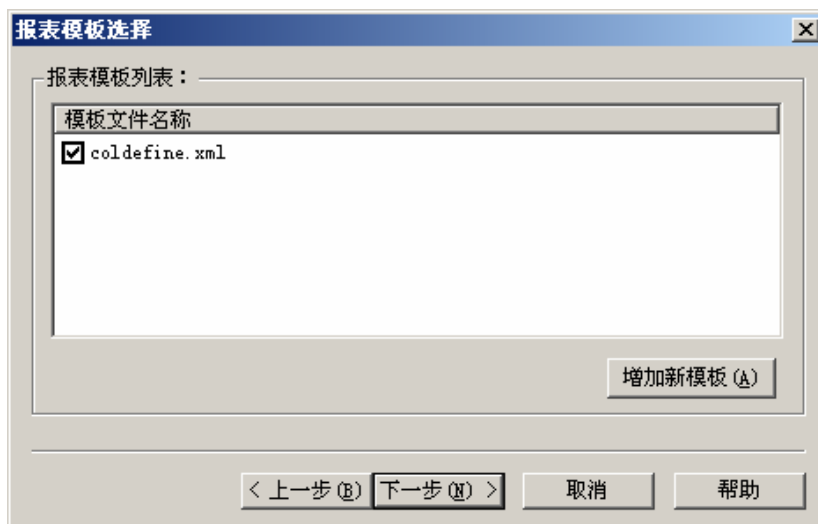 报表模板选择
报表模板列表：
模板文件名称
coldefine.xml
增加新模板(A)
< 上一步(B) 下一步(N) > 取消 帮助